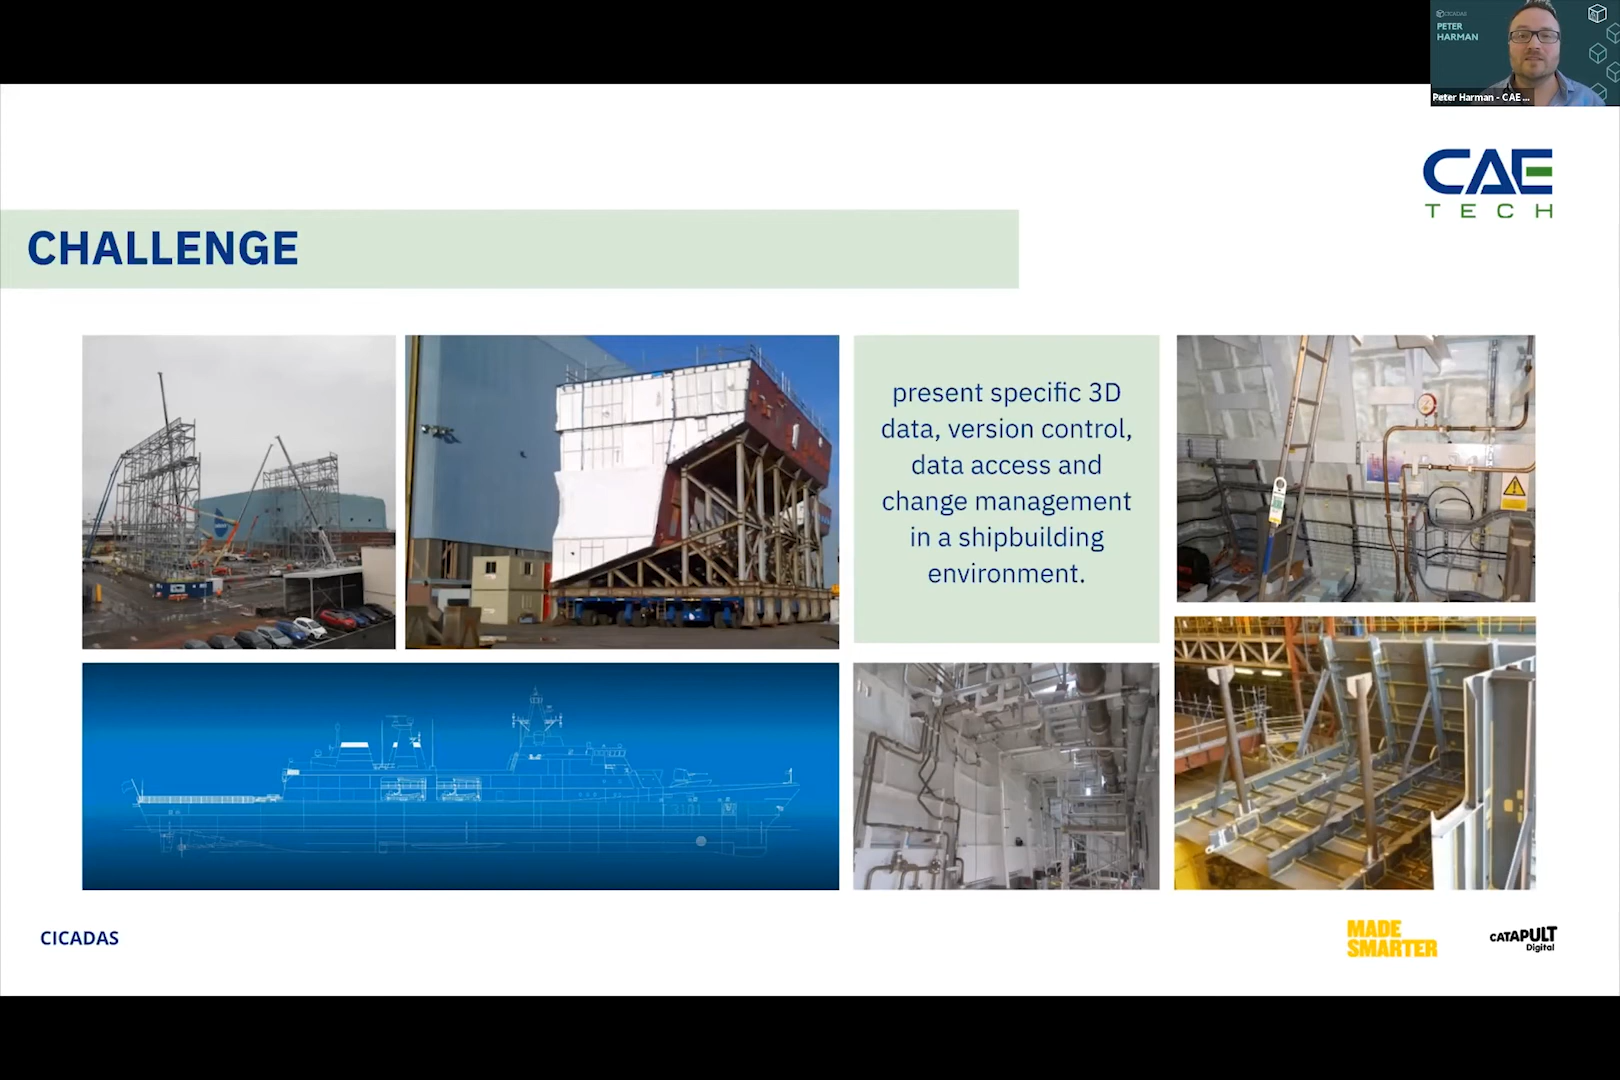 CICADAS
PETER
HARMAN
Peter Harman - CAE ...
CAE
TECH
CHALLENGE
present specific 3D
data, version control,
data access and
change management
in a shipbuilding
environment.
CICADAS
MADE
SMARTER
CATAPULT
Digital